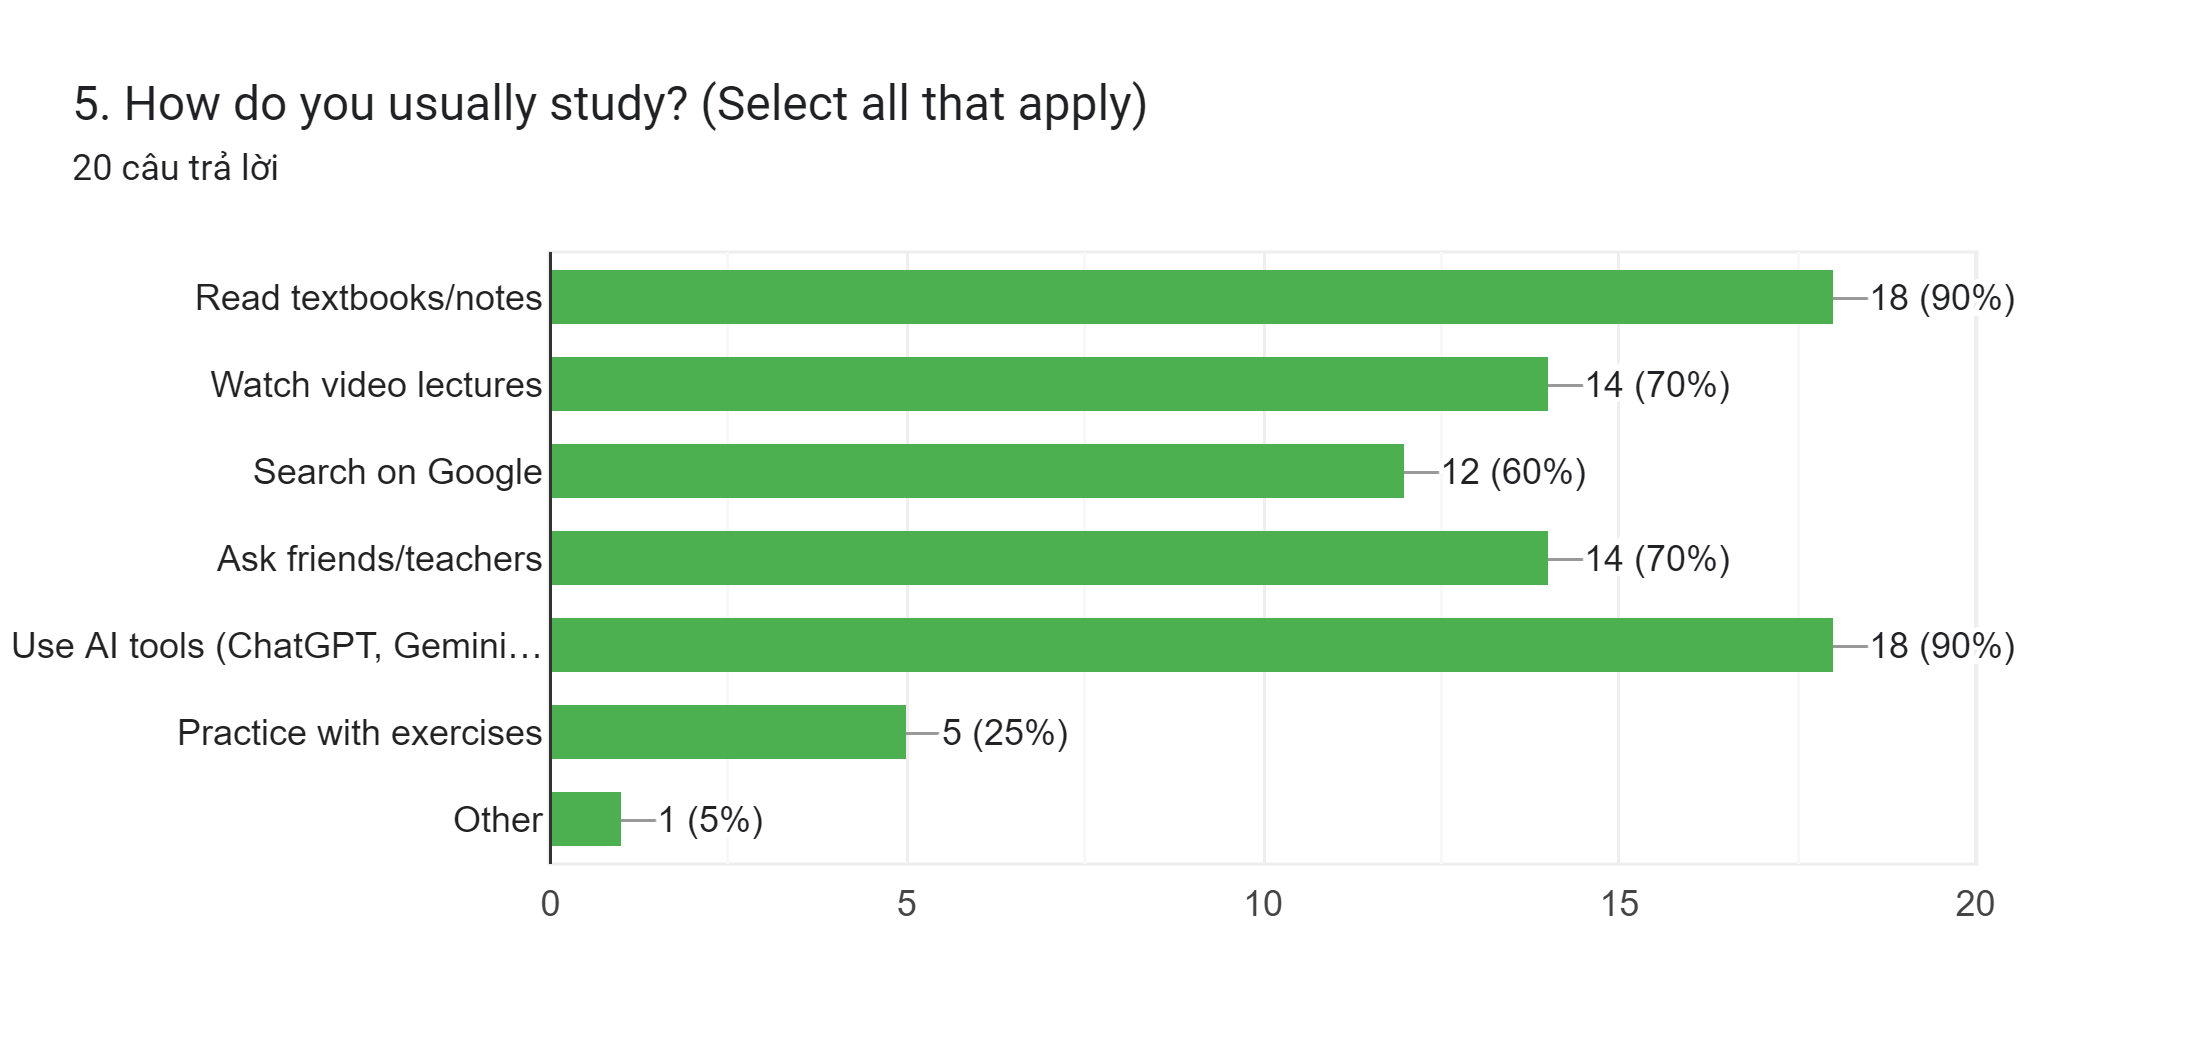 5. How do you usually study? (Select all that apply)
20 câu trả lời
Read textbooks/notes 18 (90%)
Watch video lectures 14 (70%)
Search on Google 12 (60%)
Ask friends/teachers 14 (70%)
Use AI tools (ChatGPT, Gemini… 18 (90%)
Practice with exercises 5 (25%)
Other 1 (5%)
0 5 10 15 20